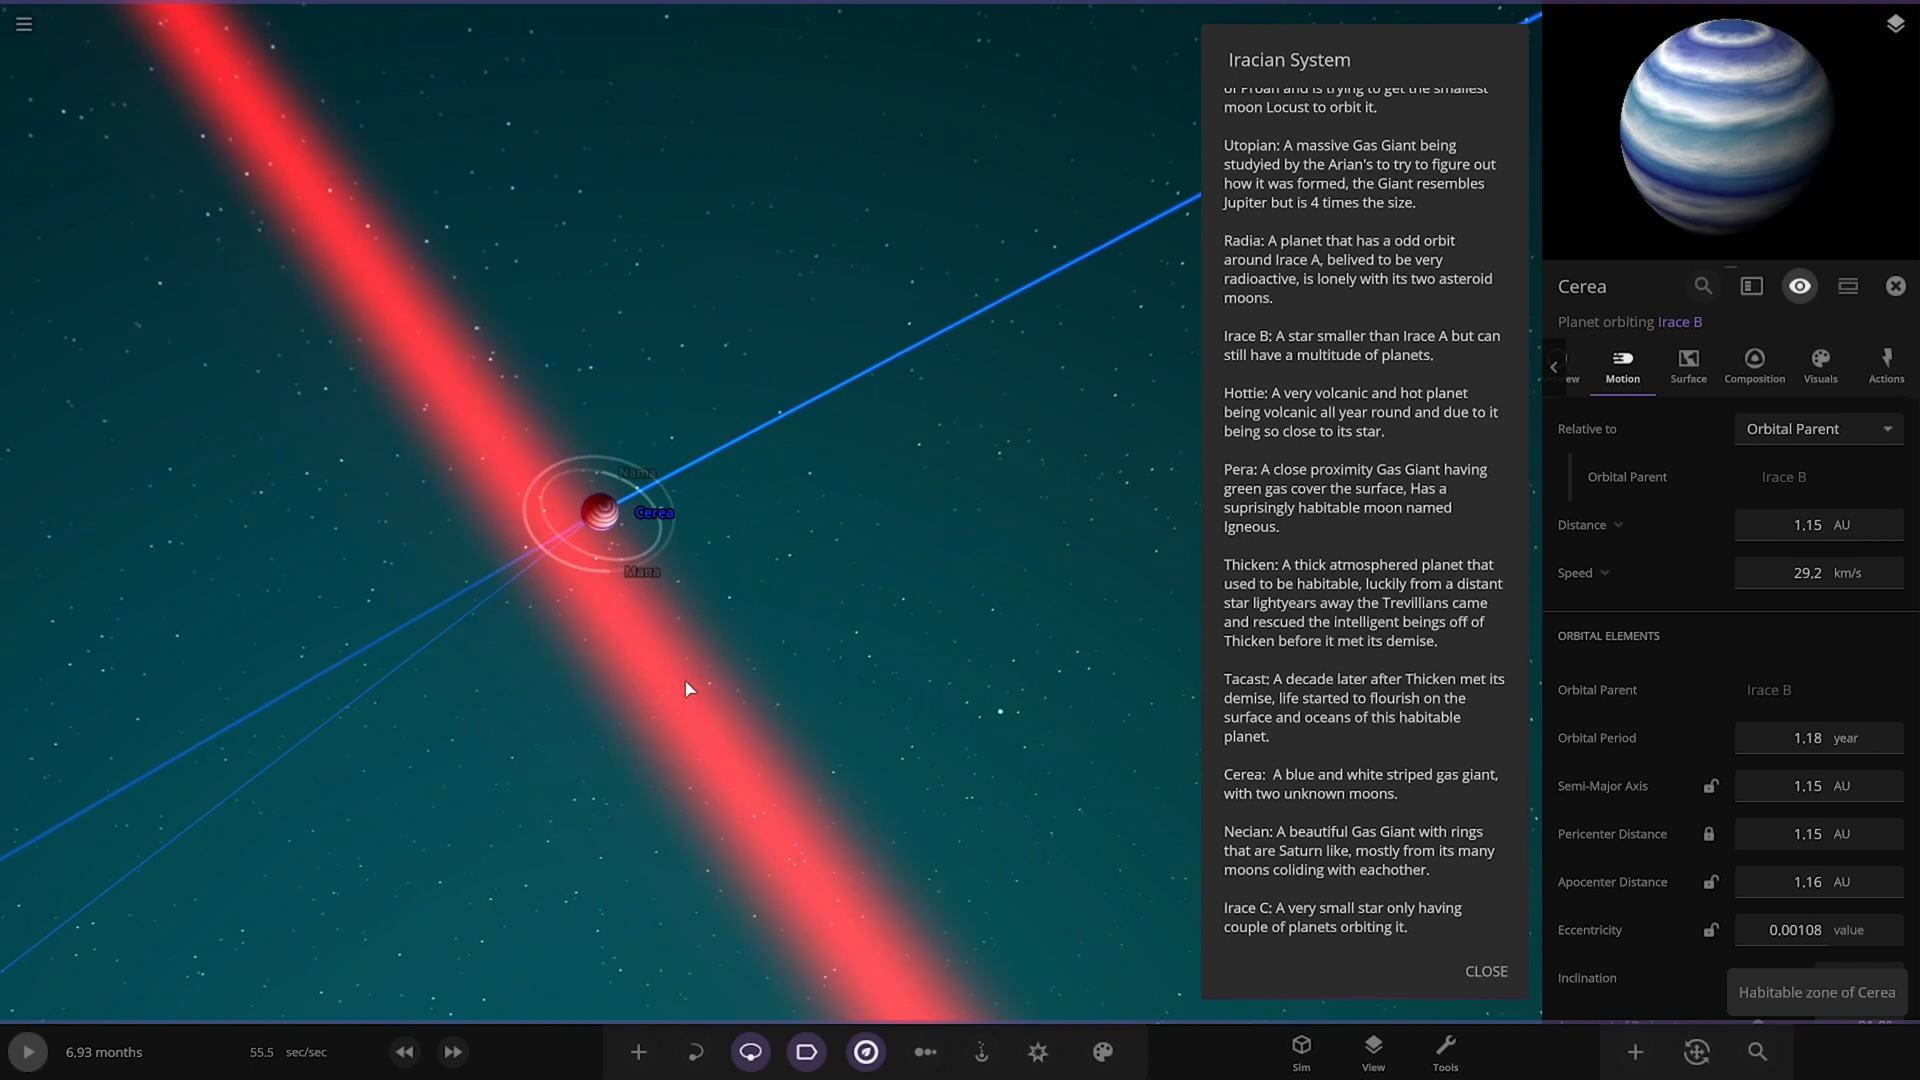 Iracian System
of Proan and is trying to get the smallest
moon Locust to orbit it.
Utopian: A massive Gas Giant being
studyied by the Arian's to try to figure out
how it was formed, the Giant resembles
Jupiter but is 4 times the size.
Radia: A planet that has a odd orbit
around Irace A, belived to be very
radioactive, is lonely with its two asteroid
moons.
Irace B: A star smaller than Irace A but can
still have a multitude of planets.
Hottie: A very volcanic and hot planet
being volcanic all year round and due to it
being so close to its star.
Pera: A close proximity Gas Giant having
green gas cover the surface, Has a
suprisingly habitable moon named
Igneous.
Thicken: A thick atmosphered planet that
used to be habitable, luckily from a distant
star lightyears away the Trevillians came
and rescued the intelligent beings off of
Thicken before it met its demise.
Tacast: A decade later after Thicken met its
demise, life started to flourish on the
surface and oceans of this habitable
planet.
Cerea:  A blue and white striped gas giant,
with two unknown moons.
Necian: A beautiful Gas Giant with rings
that are Saturn like, mostly from its many
moons coliding with eachother.
Irace C: A very small star only having
couple of planets orbiting it.
CLOSE
Nama
Cerea
Mana
Cerea
Planet orbiting Irace B
Motion Surface Composition Visuals Actions
Relative to Orbital Parent
Orbital Parent Irace B
Distance 1,15 AU
Speed 29,2 km/s
ORBITAL ELEMENTS
Orbital Parent Irace B
Orbital Period 1,18 year
Semi-Major Axis 1,15 AU
Pericenter Distance 1,15 AU
Apocenter Distance 1,16 AU
Eccentricity 0.00108 value
Inclination
Habitable zone of Cerea
6,93 months 55.5 sec/sec
Sim View Tools